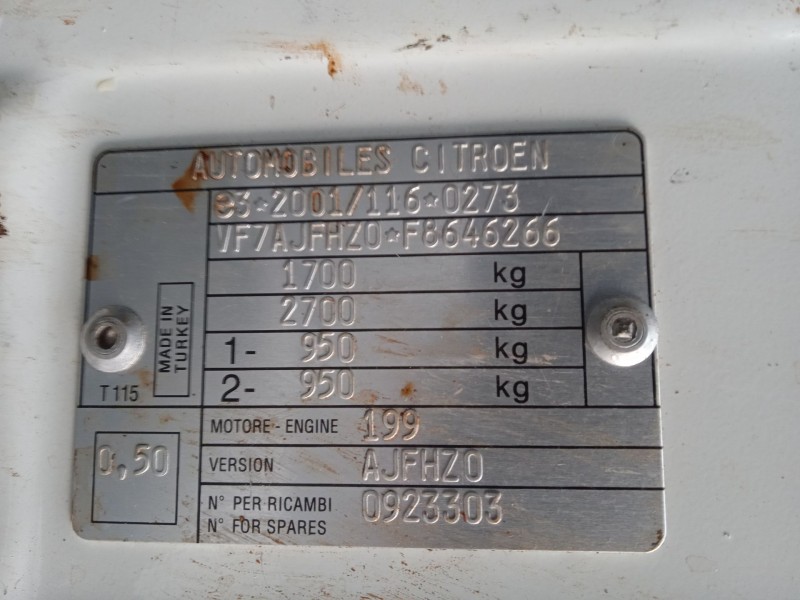 AUTOMOBILES CITROEN
e3*2001/116*0273
VF7AJFHZ0*F8646266
1700 kg
2700 kg
1- 950 kg
2- 950 kg
MADE IN
TURKEY
T115
0,50
MOTORE - ENGINE 199
VERSION AJFHZ0
N° PER RICAMBI
N° FOR SPARES
0923303